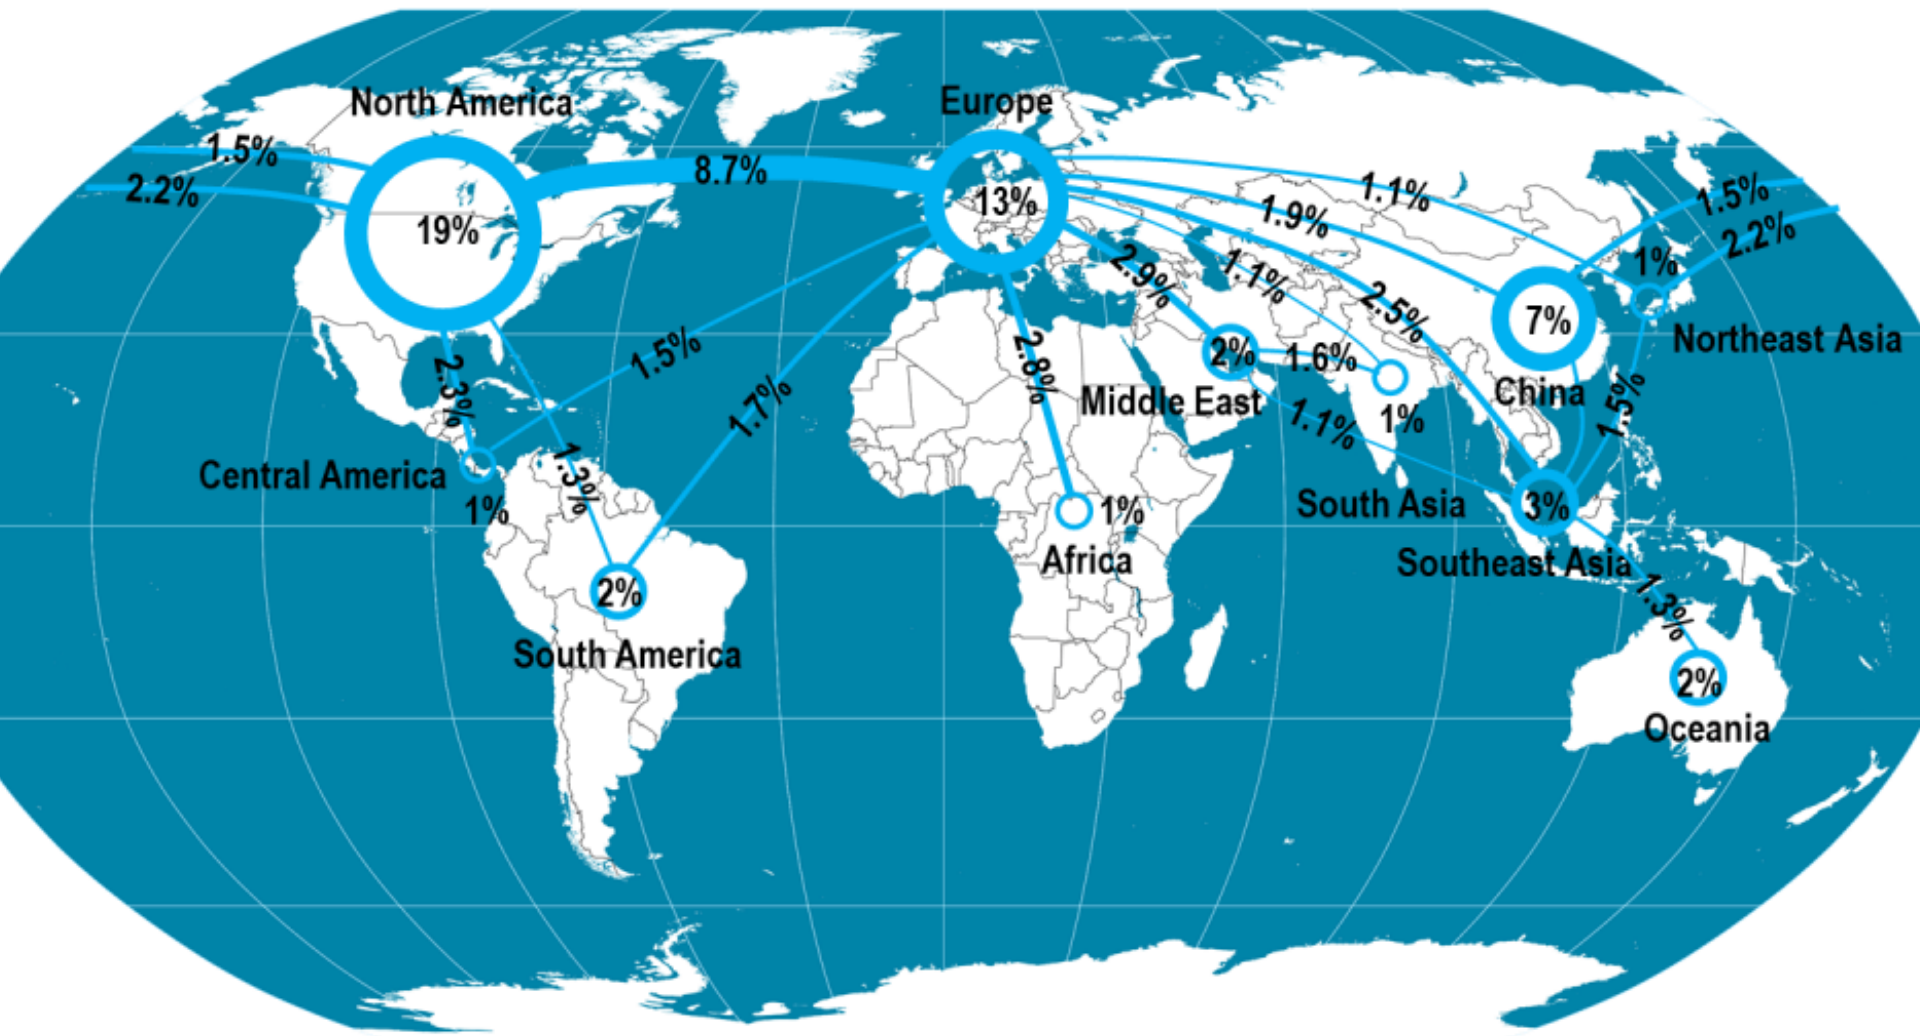 North America
Europe
1.5%
2.2%
8.7%
19%
13%
1.1%
1.9%
1.5%
2.2%
2.9%
1.1%
2.5%
1%
7%
Northeast Asia
2.3%
1.5%
1.7%
2.8%
2%
1.6%
Middle East
China
1.1%
1%
1.5%
Central America
1%
1.3%
1%
Africa
South Asia
3%
Southeast Asia
1.3%
2%
South America
2%
Oceania